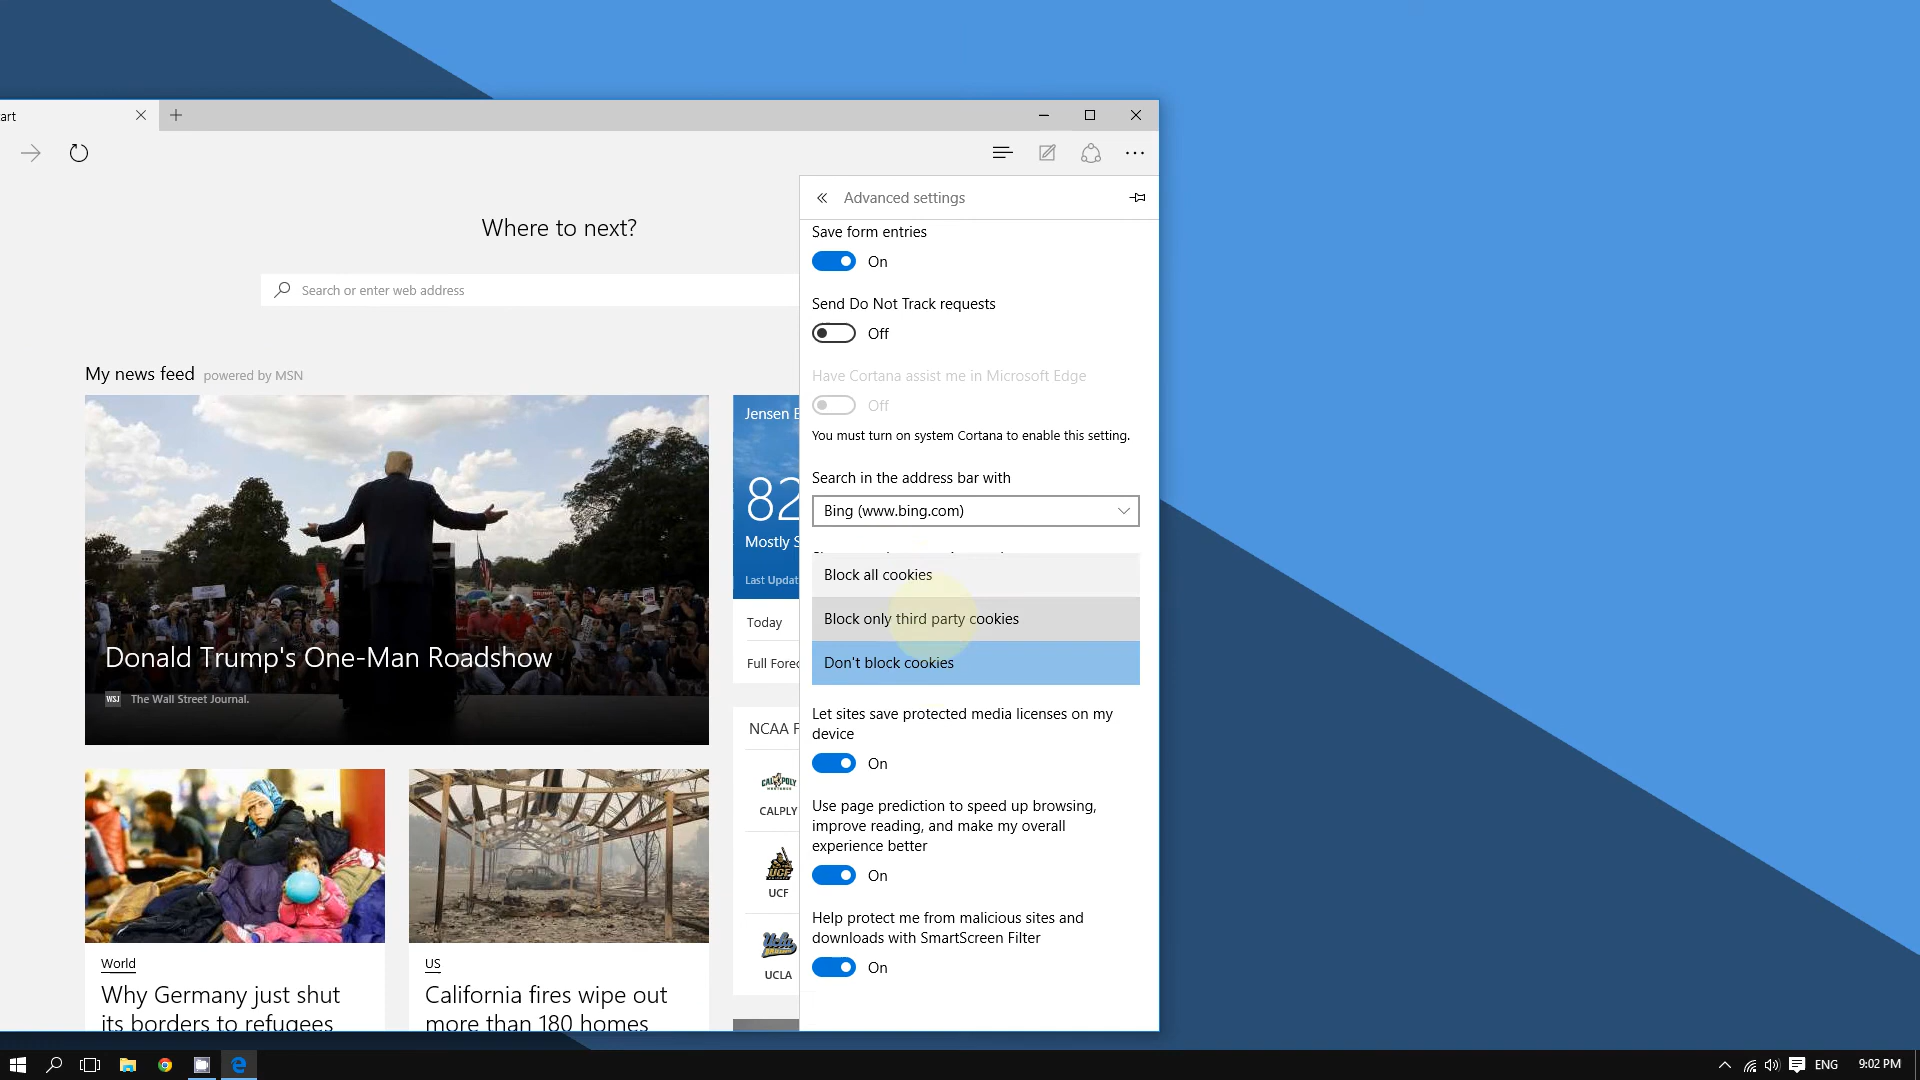 art
Where to next?
Search or enter web address
My news feed powered by MSN
Donald Trump's One-Man Roadshow
WSJ The Wall Street Journal.
World
Why Germany just shut
its borders to refugees
US
California fires wipe out
more than 180 homes
Jensen B
82
Mostly S
Last Updat
Today
Full Forec
NCAA F
CAL POLY
CALPLY
UCF
UCF
Ucla
UCLA
Advanced settings
Save form entries
On
Send Do Not Track requests
Off
Have Cortana assist me in Microsoft Edge
Off
You must turn on system Cortana to enable this setting.
Search in the address bar with
Bing (www.bing.com)
Block all cookies
Block only third party cookies
Don't block cookies
Let sites save protected media licenses on my
device
On
Use page prediction to speed up browsing,
improve reading, and make my overall
experience better
On
Help protect me from malicious sites and
downloads with SmartScreen Filter
On
ENG
9:02 PM